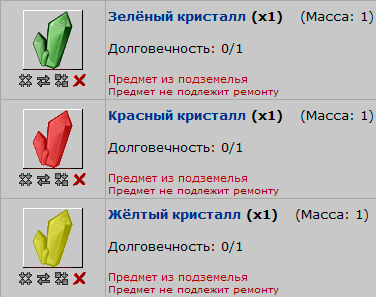 Зелёный кристалл (x1) (Масса: 1)
Долговечность: 0/1
Предмет из подземелья
Предмет не подлежит ремонту
Красный кристалл (x1) (Масса: 1)
Долговечность: 0/1
Предмет из подземелья
Предмет не подлежит ремонту
Жёлтый кристалл (x1) (Масса: 1)
Долговечность: 0/1
Предмет из подземелья
Предмет не подлежит ремонту